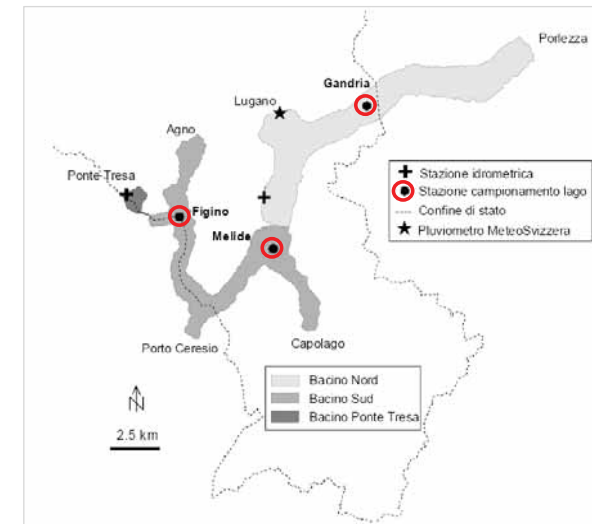 Porlezza
Gandria
Lugano
Agno
Ponte Tresa
Stazione idrometrica
Stazione campionamento lago
Confine di stato
Pluviometro MeteoSvizzera
Figino
Melide
Porto Ceresio
Capolago
Bacino Nord
Bacino Sud
Bacino Ponte Tresa
N
2.5 km